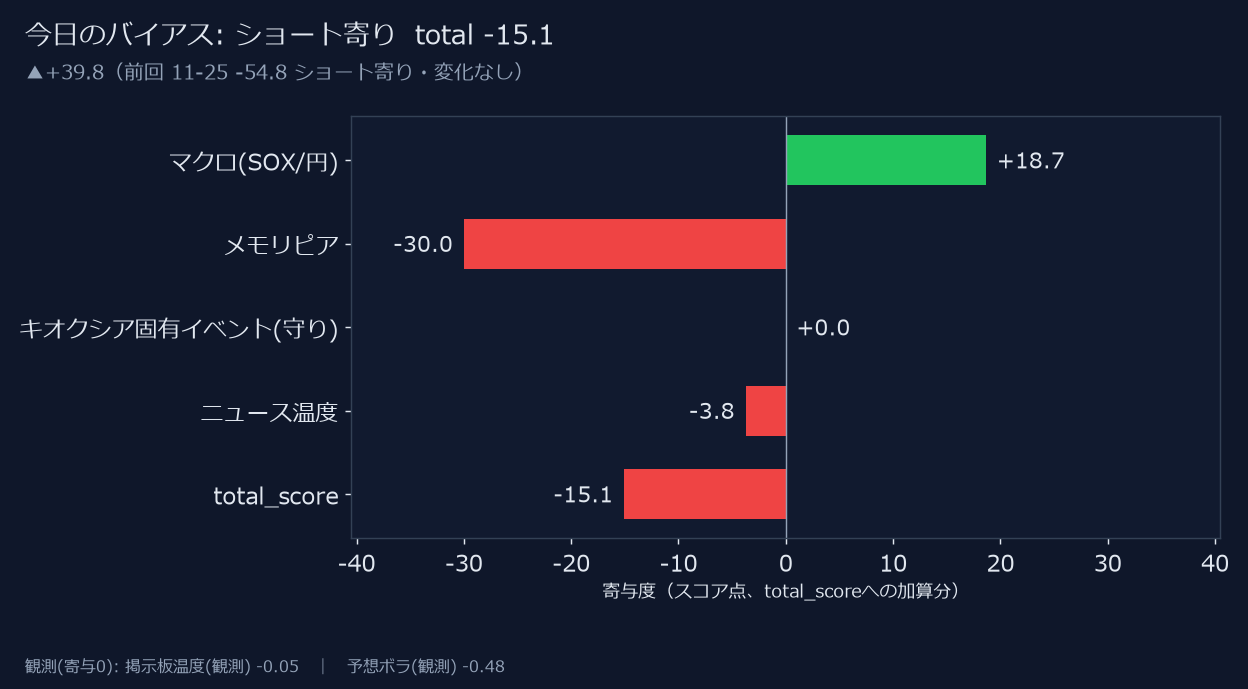 今日のバイアス: ショート寄り  total -15.1
▲+39.8（前回 11-25 -54.8 ショート寄り・変化なし）
マクロ(SOX/円)
+18.7
メモリピア
-30.0
キオクシア固有イベント(守り)
+0.0
ニュース温度
-3.8
total_score
-15.1
-40 -30 -20 -10 0 10 20 30 40
寄与度（スコア点、total_scoreへの加算分）
観測(寄与0): 掲示板温度(観測) -0.05 ｜ 予想ボラ(観測) -0.48